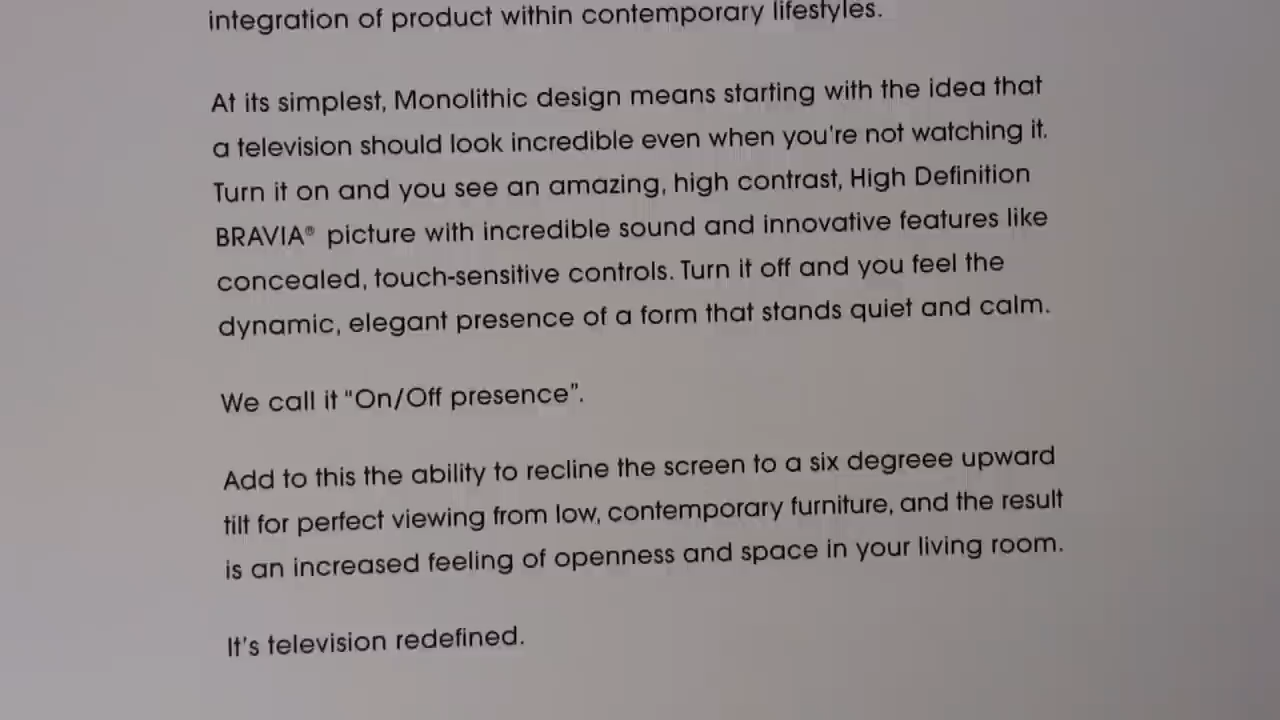 integration of product within contemporary lifestyles.
At its simplest, Monolithic design means starting with the idea that
a television should look incredible even when you're not watching it.
Turn it on and you see an amazing, high contrast, High Definition
BRAVIA® picture with incredible sound and innovative features like
concealed, touch-sensitive controls. Turn it off and you feel the
dynamic, elegant presence of a form that stands quiet and calm.
We call it “On/Off presence”.
Add to this the ability to recline the screen to a six degreee upward
tilt for perfect viewing from low, contemporary furniture, and the result
is an increased feeling of openness and space in your living room.
It's television redefined.